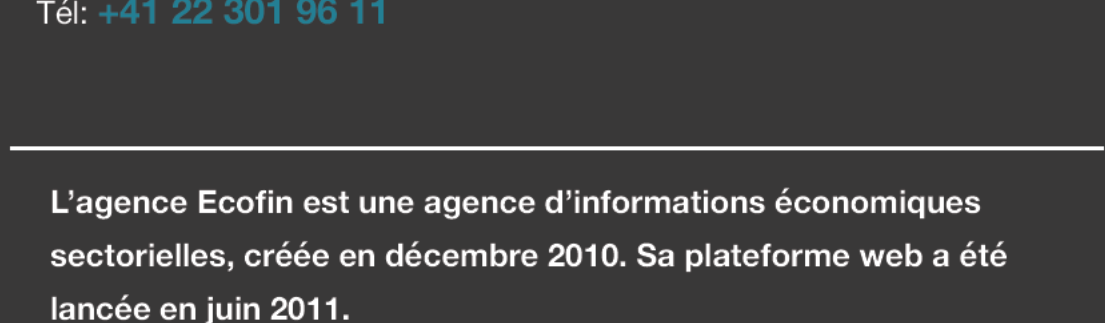 Tél: +41 22 301 96 11
L’agence Ecofin est une agence d’informations économiques
sectorielles, créée en décembre 2010. Sa plateforme web a été
lancée en juin 2011.